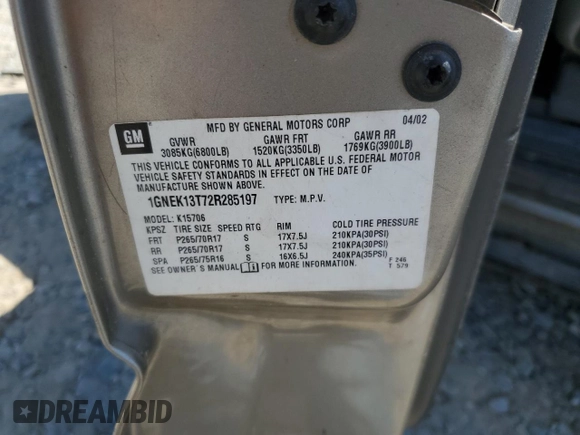 GM
MFD BY GENERAL MOTORS CORP 04/02
GVWR GAWR FRT GAWR RR
3085KG(6800LB) 1520KG(3350LB) 1769KG(3900LB)
THIS VEHICLE CONFORMS TO ALL APPLICABLE U.S. FEDERAL MOTOR
VEHICLE SAFETY STANDARDS IN EFFECT ON THE DATE OF
MANUFACTURE SHOWN ABOVE.
1GNEK13T72R285197 TYPE: M.P.V.
MODEL: K15706
KPSZ TIRE SIZE SPEED RTG RIM COLD TIRE PRESSURE
FRT P265/70R17 S 17X7.5J 210KPA(30PSI)
RR P265/70R17 S 17X7.5J 210KPA(30PSI)
SPA P265/75R16 S 16X6.5J 240KPA(35PSI)
SEE OWNER'S MANUAL FOR MORE INFORMATION. F 246
T 579
DREAMBID